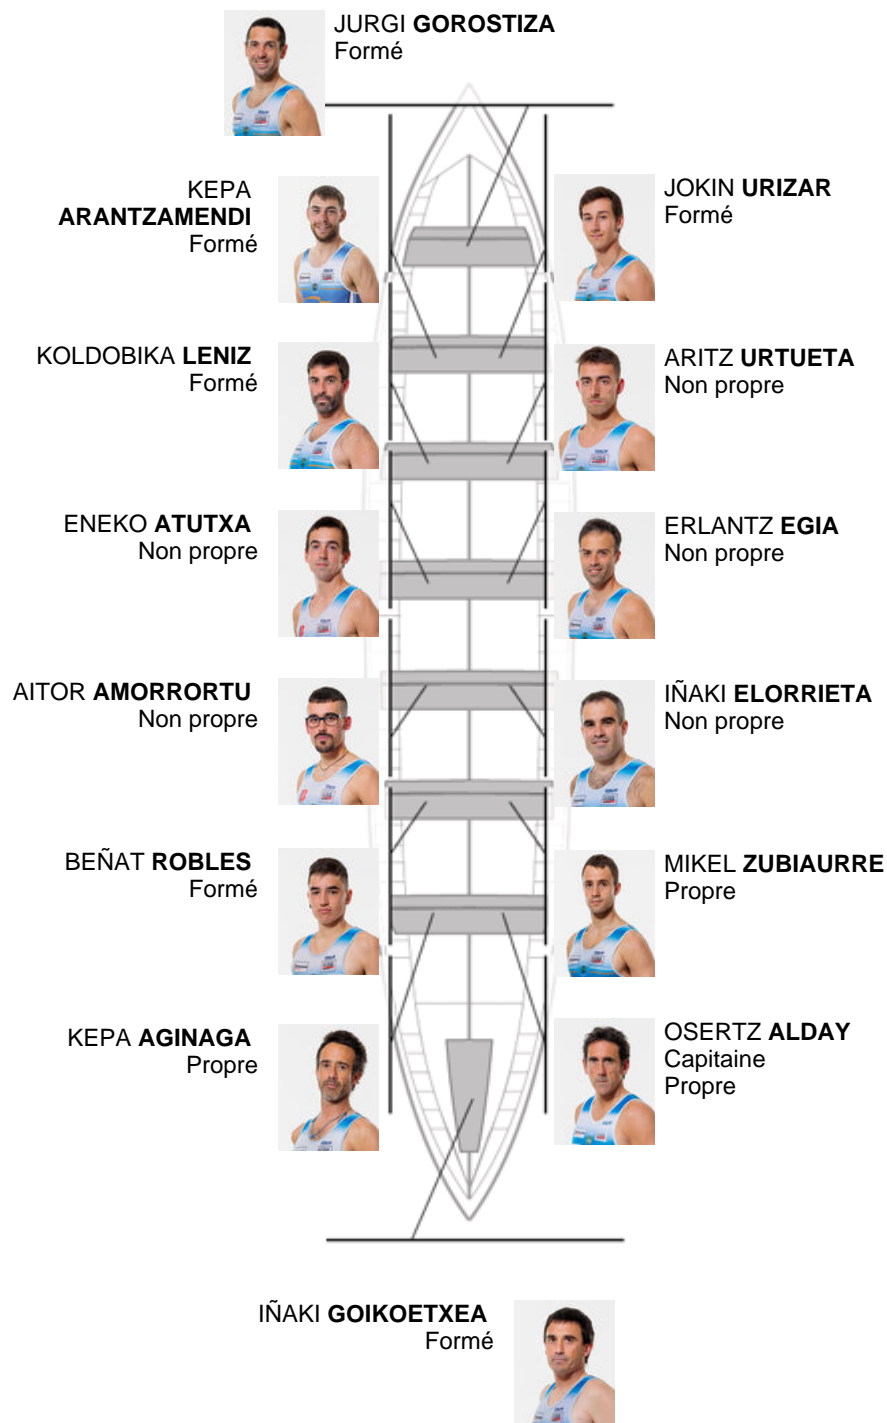 JURGI GOROSTIZA
Formé
KEPA
ARANTZAMENDI
Formé
JOKIN URIZAR
Formé
KOLDOBIKA LENIZ
Formé
ARITZ URTUETA
Non propre
ENEKO ATUTXA
Non propre
ERLANTZ EGIA
Non propre
AITOR AMORRORTU
Non propre
IÑAKI ELORRIETA
Non propre
BEÑAT ROBLES
Formé
MIKEL ZUBIAURRE
Propre
KEPA AGINAGA
Propre
OSERTZ ALDAY
Capitaine
Propre
IÑAKI GOIKOETXEA
Formé